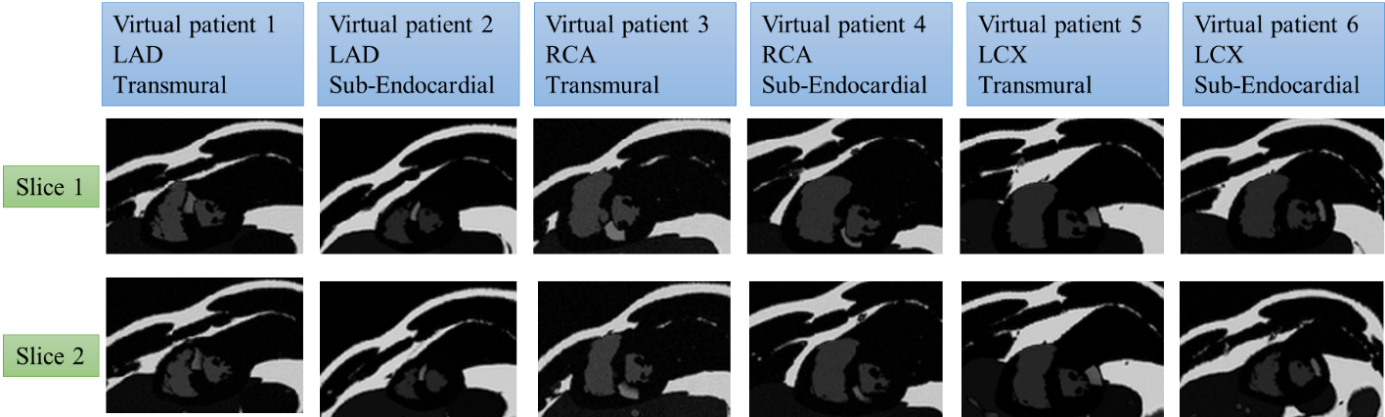 Virtual patient 1
LAD
Transmural
Virtual patient 2
LAD
Sub-Endocardial
Virtual patient 3
RCA
Transmural
Virtual patient 4
RCA
Sub-Endocardial
Virtual patient 5
LCX
Transmural
Virtual patient 6
LCX
Sub-Endocardial
Slice 1
Slice 2